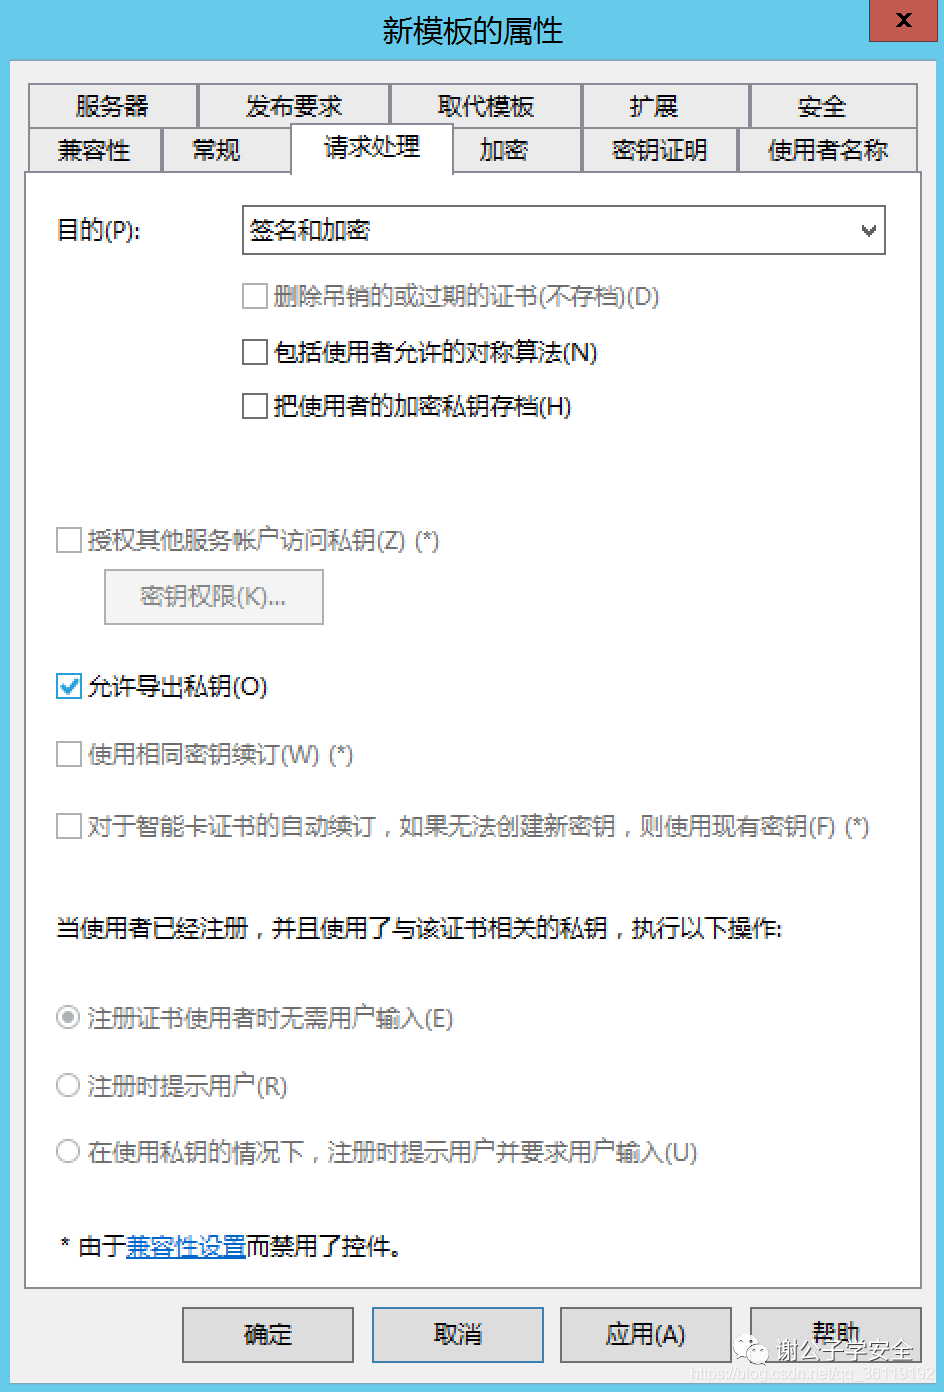 新模板的属性
x
服务器 发布要求 取代模板 扩展 安全
兼容性 常规 请求处理 加密 密钥证明 使用者名称
目的(P): 签名和加密
删除吊销的或过期的证书(不存档)(D)
包括使用者允许的对称算法(N)
把使用者的加密私钥存档(H)
授权其他服务帐户访问私钥(Z) (*)
密钥权限(K)...
允许导出私钥(O)
使用相同密钥续订(W) (*)
对于智能卡证书的自动续订，如果无法创建新密钥，则使用现有密钥(F) (*)
当使用者已经注册，并且使用了与该证书相关的私钥，执行以下操作:
注册证书使用者时无需用户输入(E)
注册时提示用户(R)
在使用私钥的情况下，注册时提示用户并要求用户输入(U)
* 由于兼容性设置而禁用了控件。
确定 取消 应用(A) 帮助
谢公子学安全
https://blog.csdn.net/qq_36119192